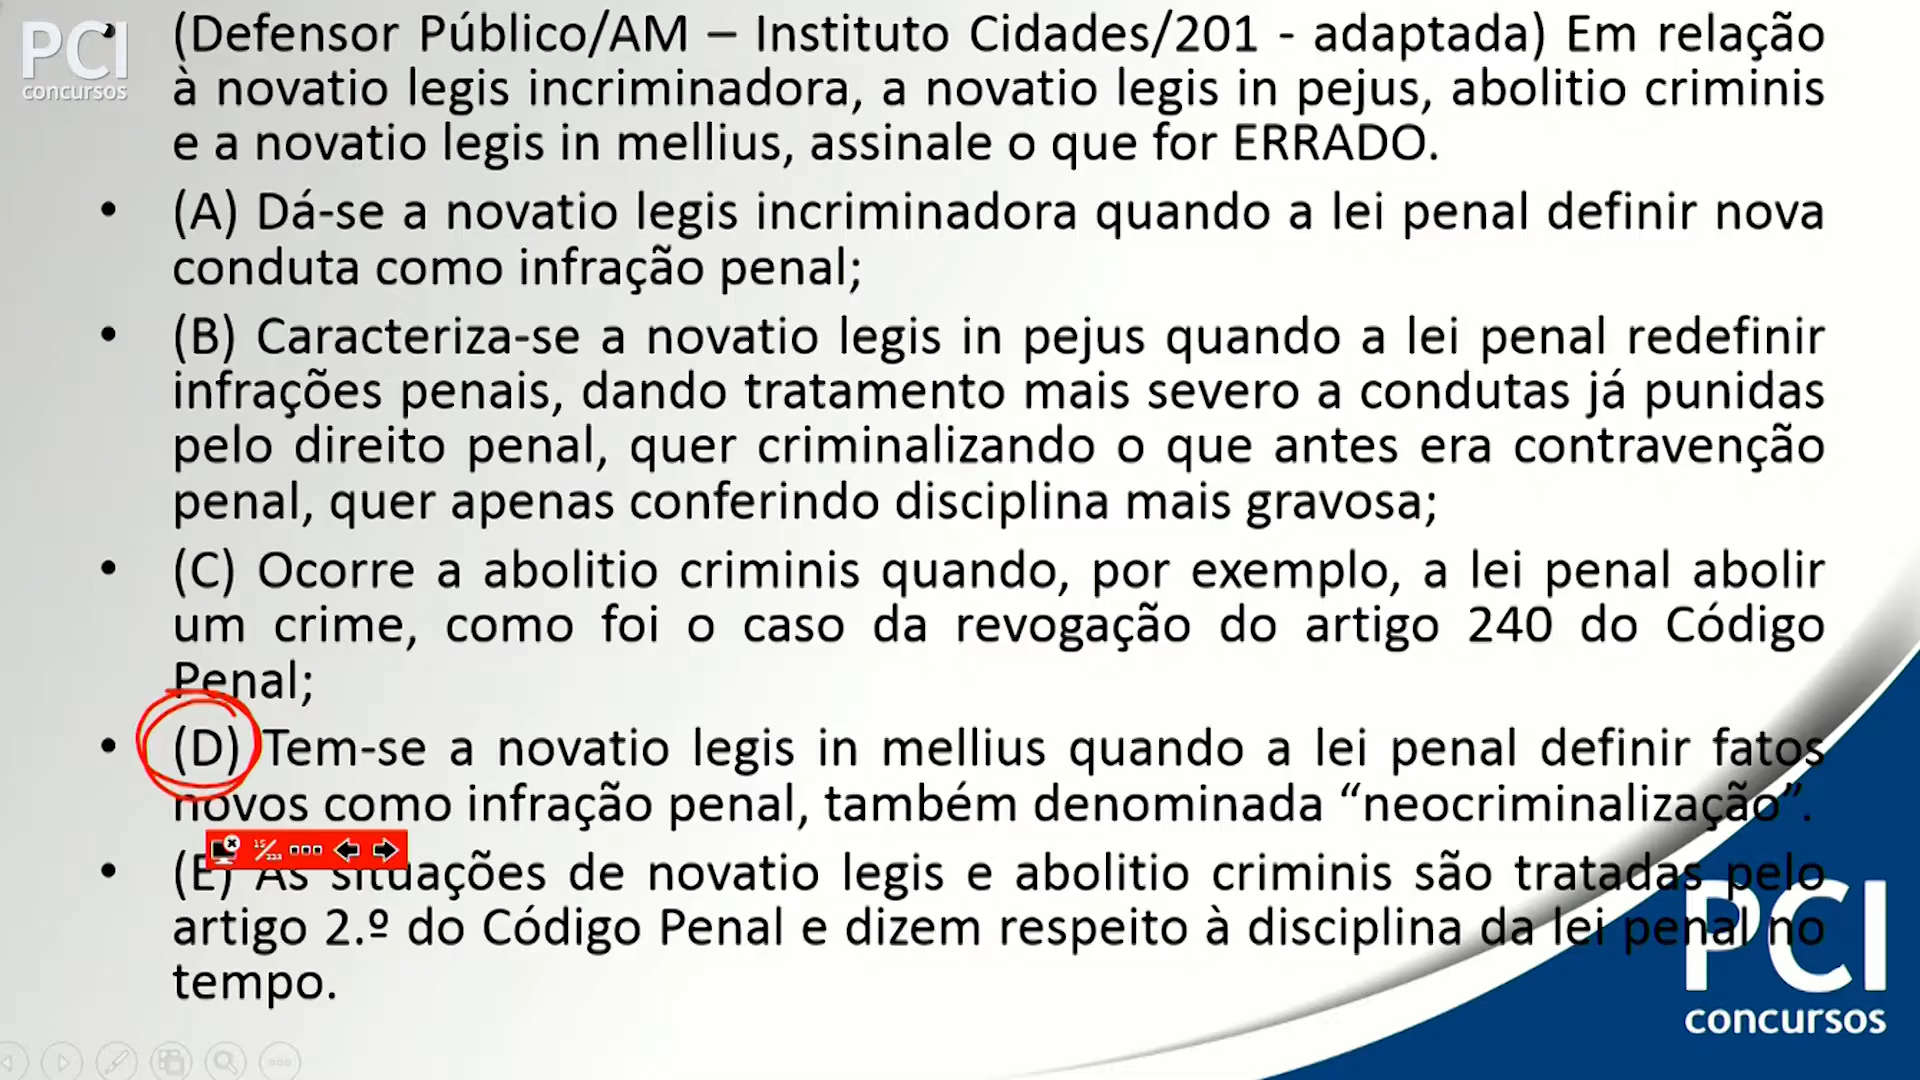 PCI
concursos
(Defensor Público/AM – Instituto Cidades/201 - adaptada) Em relação
à novatio legis incriminadora, a novatio legis in pejus, abolitio criminis
e a novatio legis in mellius, assinale o que for ERRADO.
• (A) Dá-se a novatio legis incriminadora quando a lei penal definir nova
conduta como infração penal;
• (B) Caracteriza-se a novatio legis in pejus quando a lei penal redefinir
infrações penais, dando tratamento mais severo a condutas já punidas
pelo direito penal, quer criminalizando o que antes era contravenção
penal, quer apenas conferindo disciplina mais gravosa;
• (C) Ocorre a abolitio criminis quando, por exemplo, a lei penal abolir
um crime, como foi o caso da revogação do artigo 240 do Código
Penal;
• (D) Tem-se a novatio legis in mellius quando a lei penal definir fatos
novos como infração penal, também denominada “neocriminalização”.
15/223
• (E) As situações de novatio legis e abolitio criminis são tratadas pelo
artigo 2.º do Código Penal e dizem respeito à disciplina da lei penal no
tempo.
PCI
concursos